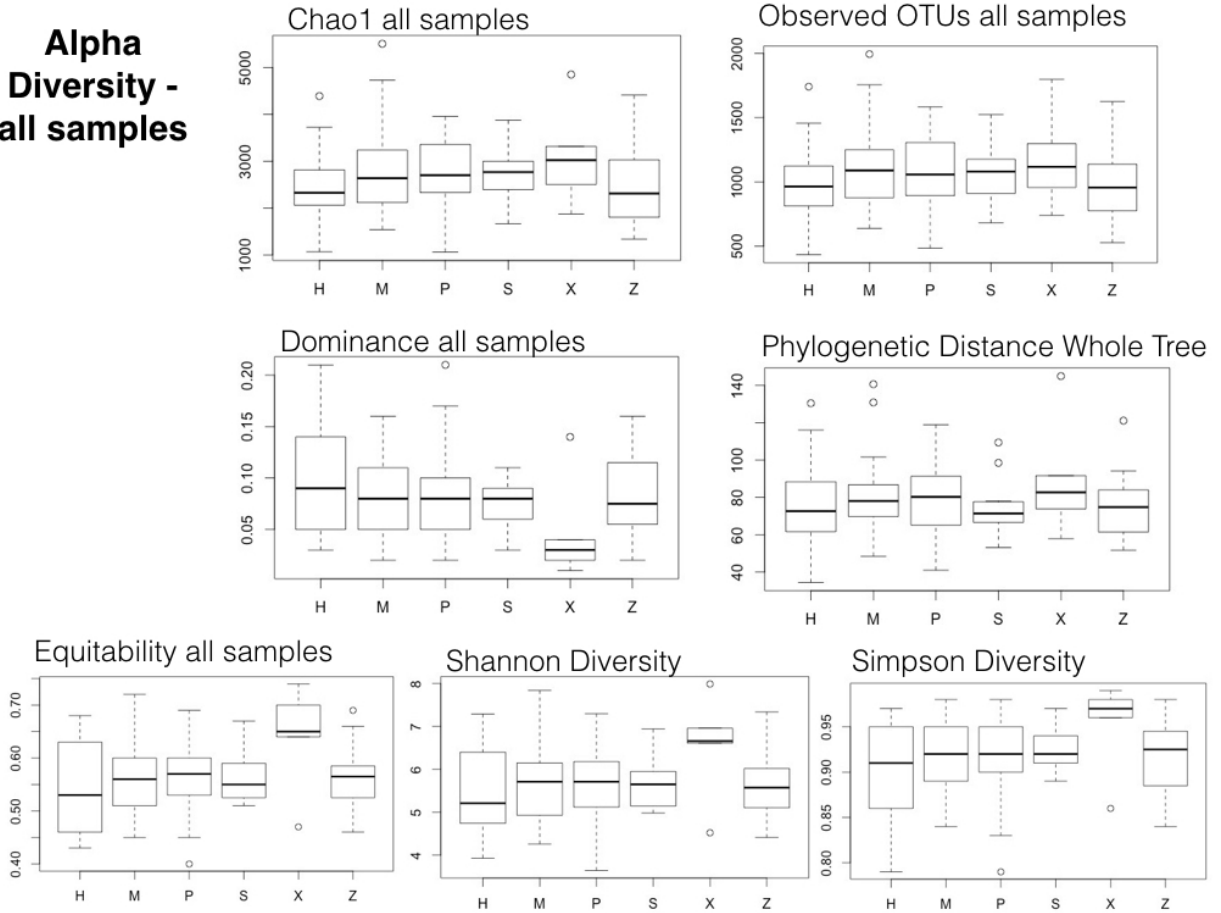 Alpha
Diversity -
all samples
Chao1 all samples
5000
3000
1000
H M P S X Z
Observed OTUs all samples
2000
1500
1000
500
H M P S X Z
Dominance all samples
0.20
0.15
0.10
0.05
H M P S X Z
Phylogenetic Distance Whole Tree
140
100
80
60
40
H M P S X Z
Equitability all samples
0.70
0.60
0.50
0.40
H M P S X Z
Shannon Diversity
8
7
6
5
4
H M P S X Z
Simpson Diversity
0.95
0.90
0.85
0.80
H M P S X Z